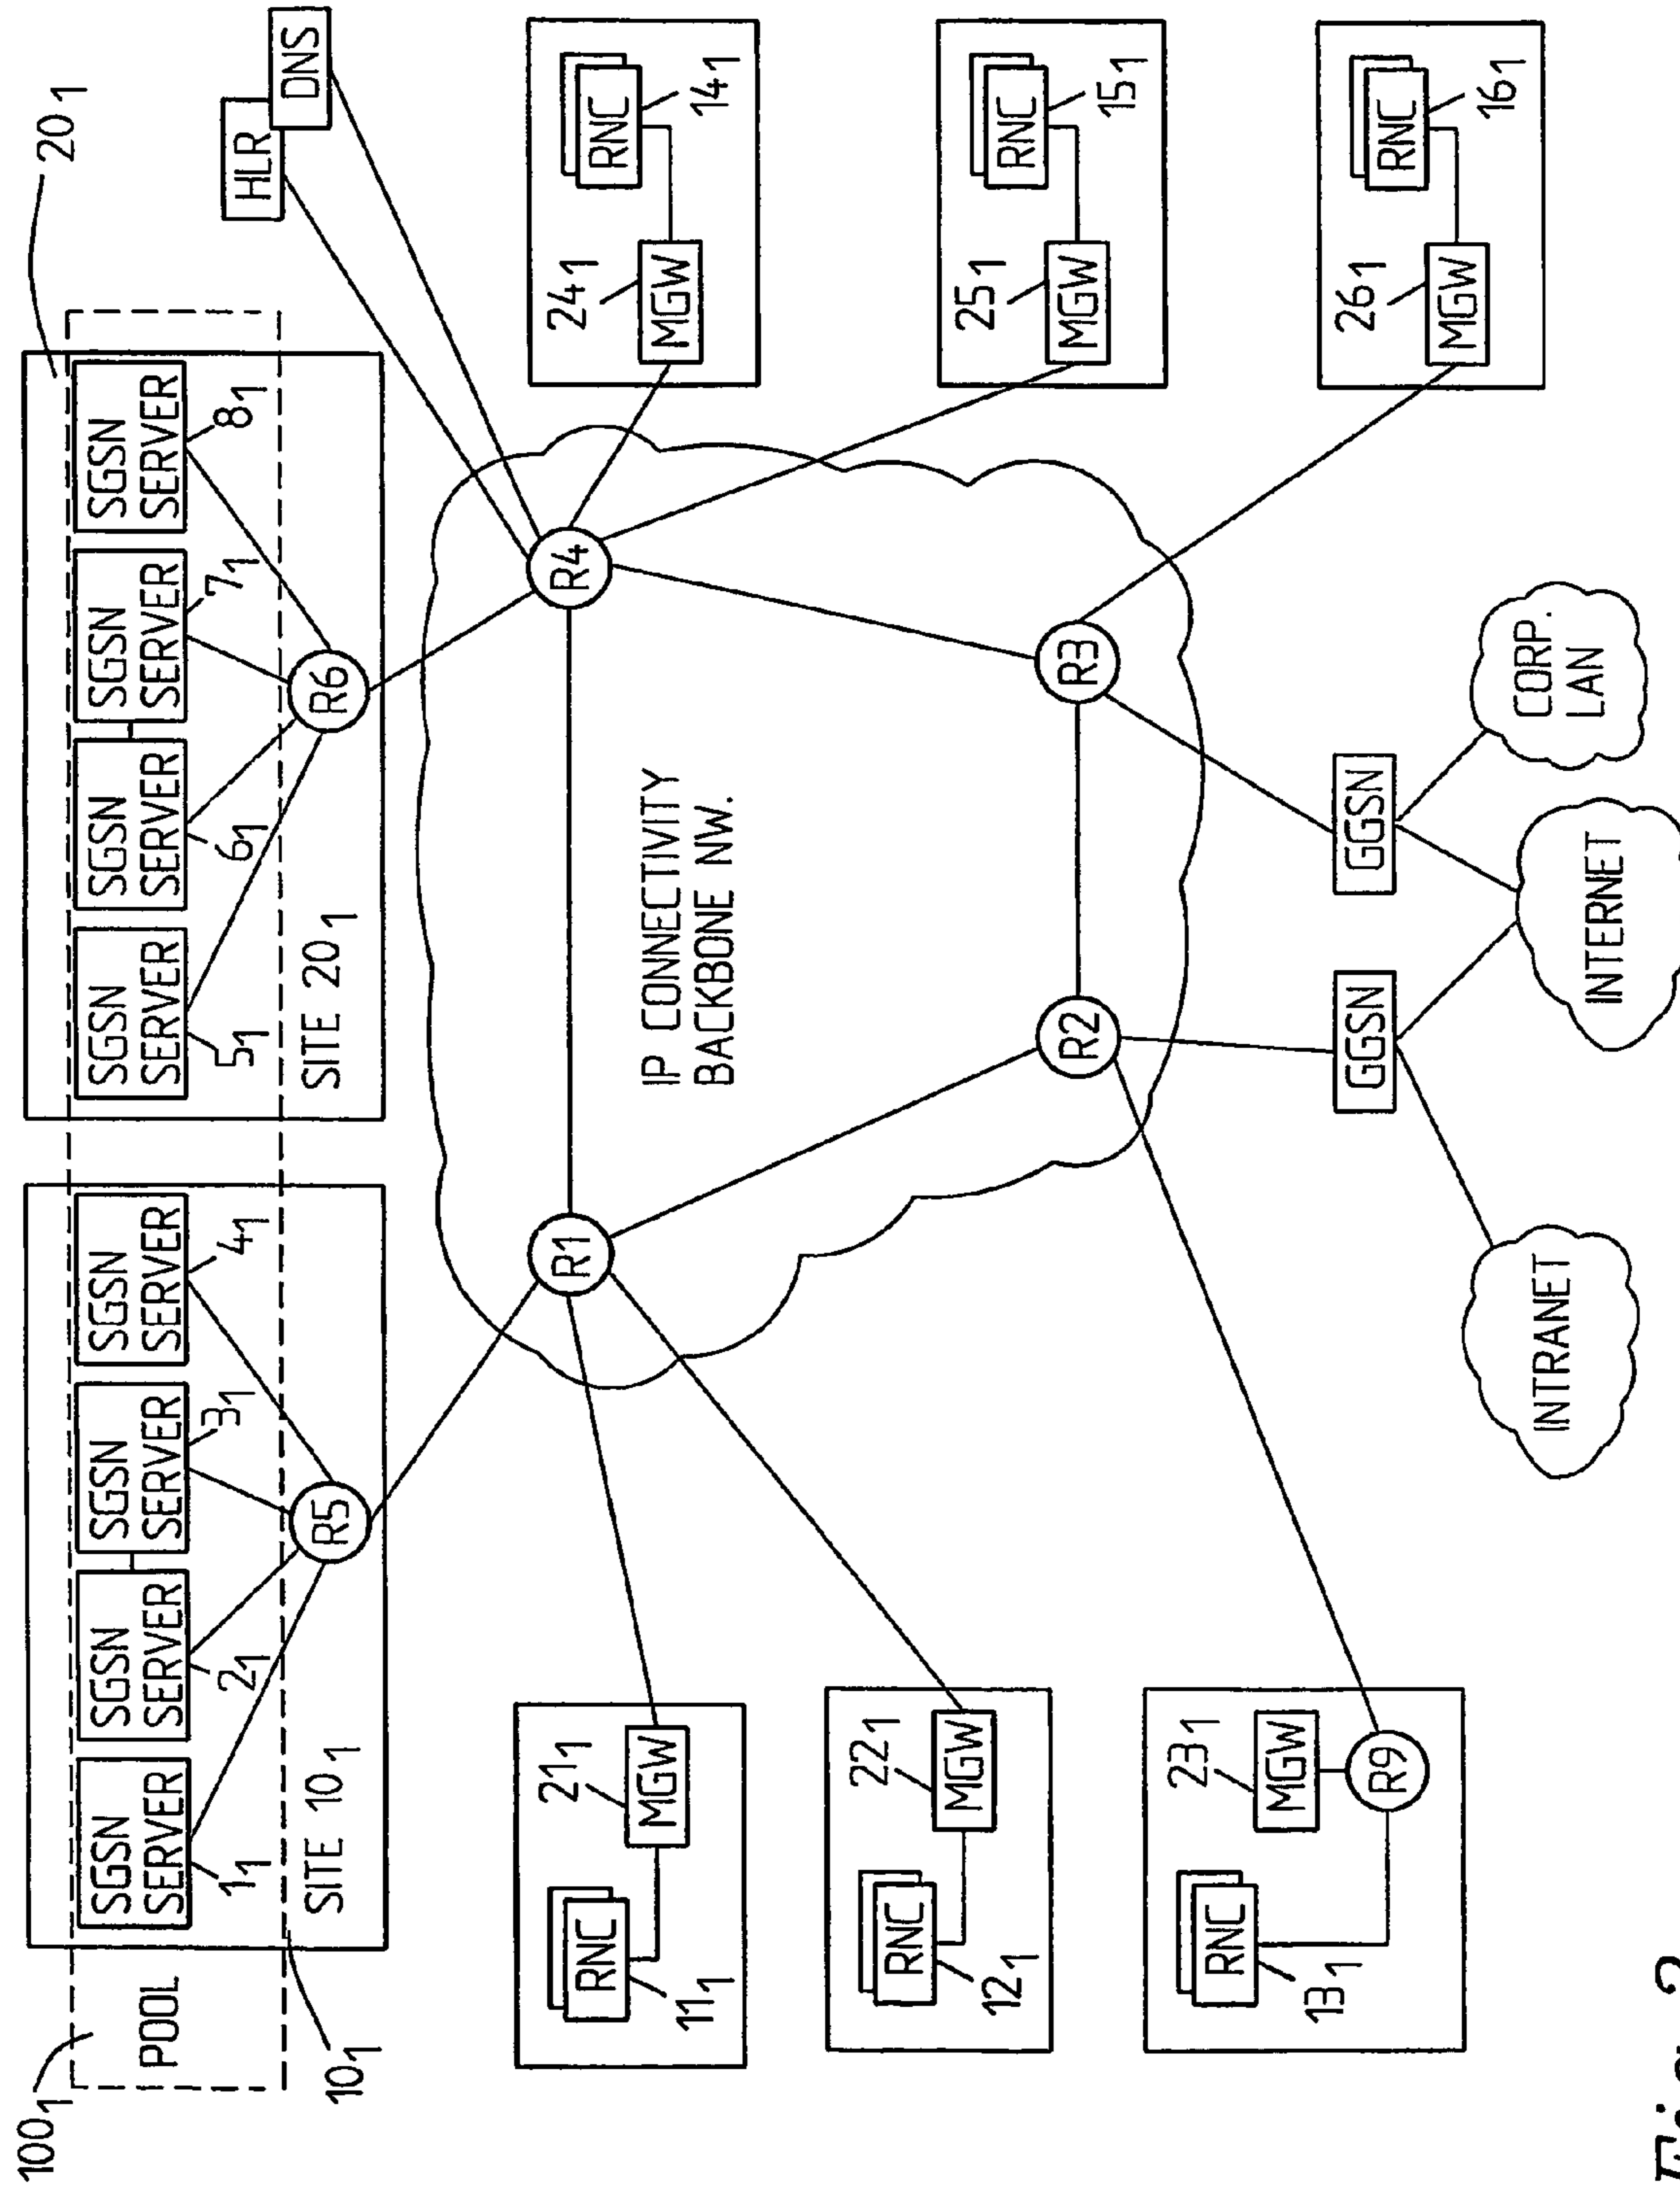 100₁
POOL
10₁
SGSN
SERVER
1₁
SGSN
SERVER
2₁
SGSN
SERVER
3₁
SGSN
SERVER
4₁
SITE 10₁
R5
SGSN
SERVER
5₁
SGSN
SERVER
6₁
SGSN
SERVER
7₁
SGSN
SERVER
8₁
SITE 20₁
R6
20₁
HLR
DNS
RNC
11₁
MGW
21₁
RNC
12₁
MGW
22₁
RNC
13₁
MGW
23₁
R9
R1
R4
IP CONNECTIVITY
BACKBONE NW.
R2
R3
24₁
MGW
RNC
14₁
25₁
MGW
RNC
15₁
26₁
MGW
RNC
16₁
GGSN
GGSN
INTRANET
INTERNET
CORP.
LAN